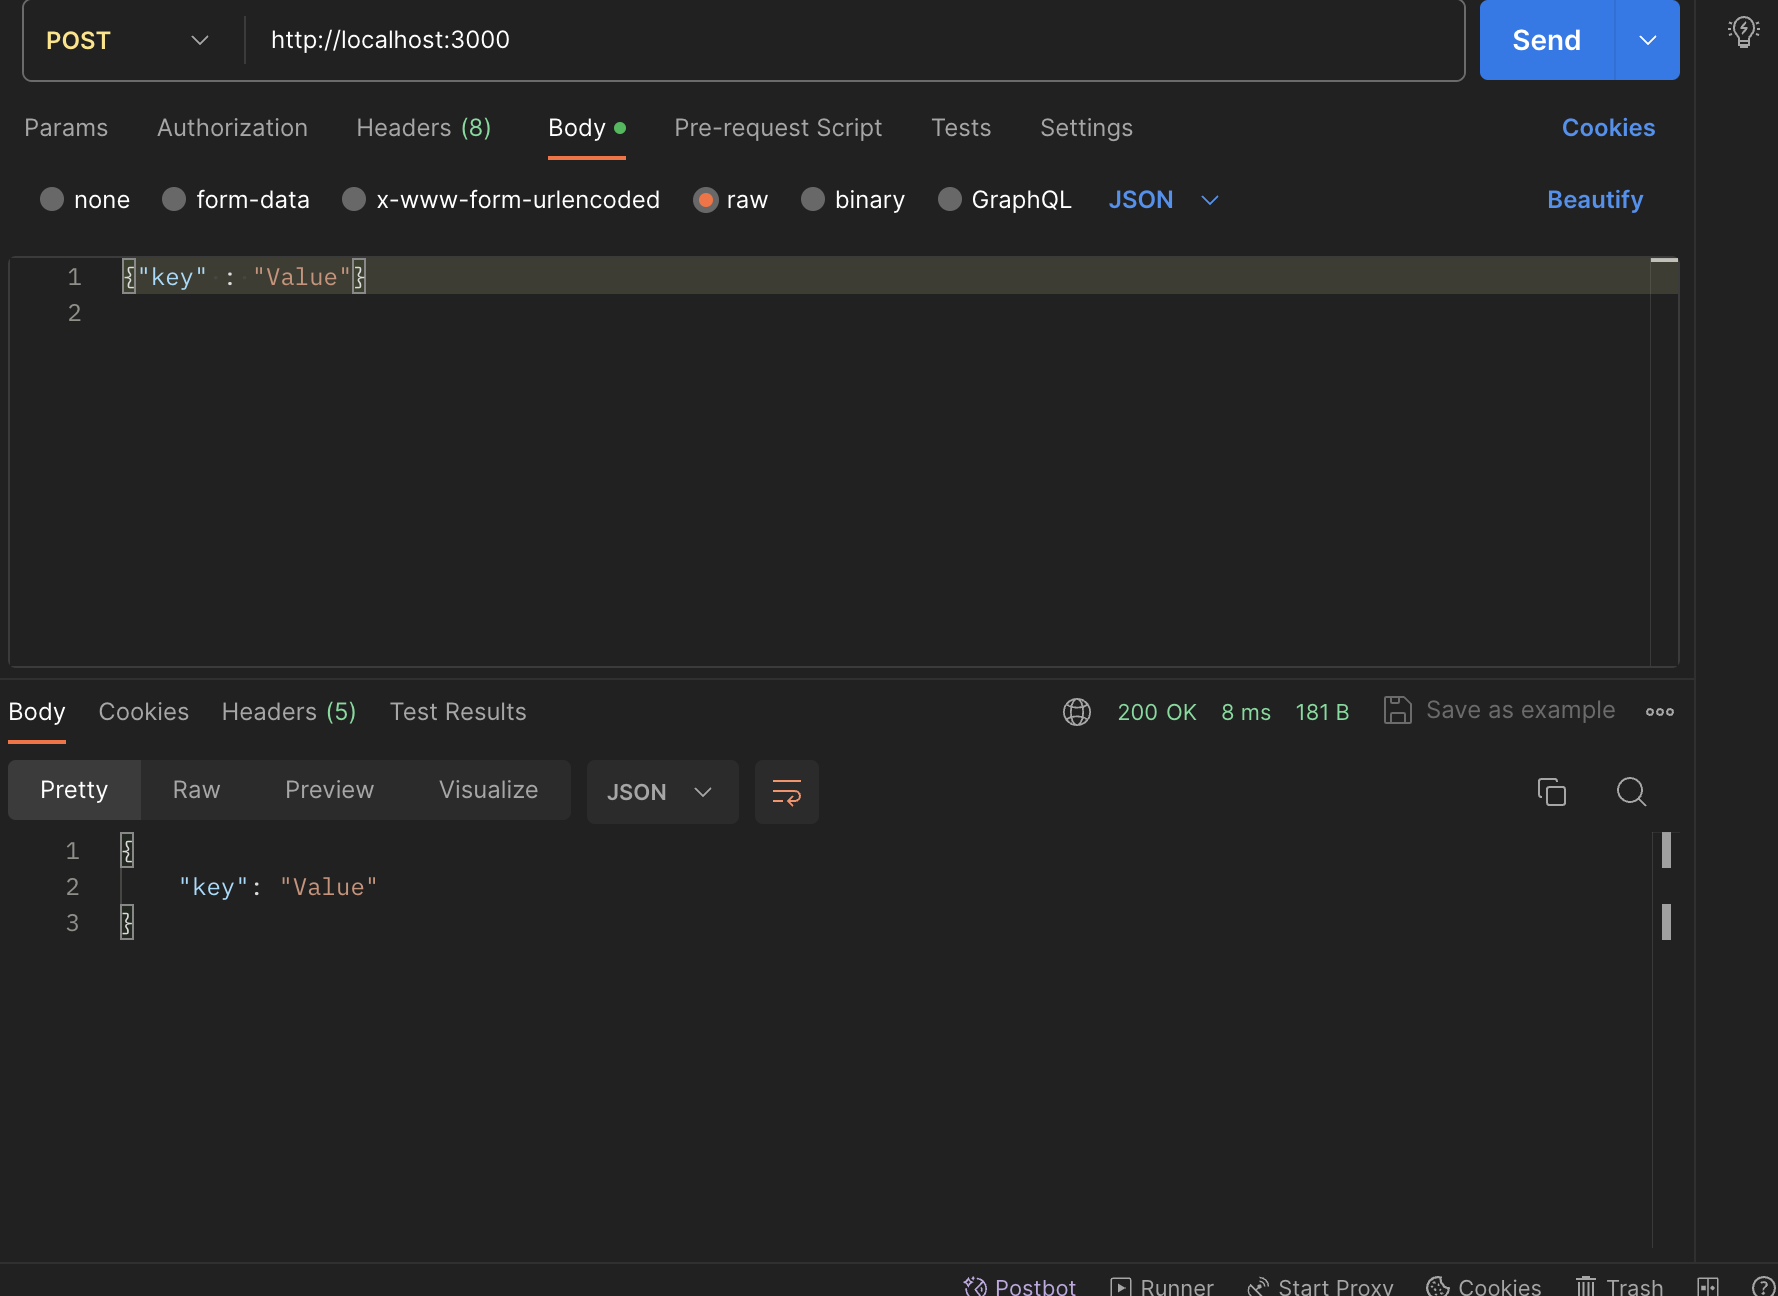 POST http://localhost:3000 Send
Params Authorization Headers (8) Body Pre-request Script Tests Settings Cookies
none form-data x-www-form-urlencoded raw binary GraphQL JSON Beautify
1 {"key" : "Value"}
2
Body Cookies Headers (5) Test Results 200 OK 8 ms 181 B Save as example
Pretty Raw Preview Visualize JSON
1 {
2 "key": "Value"
3 }
Postbot Runner Start Proxy Cookies Trash